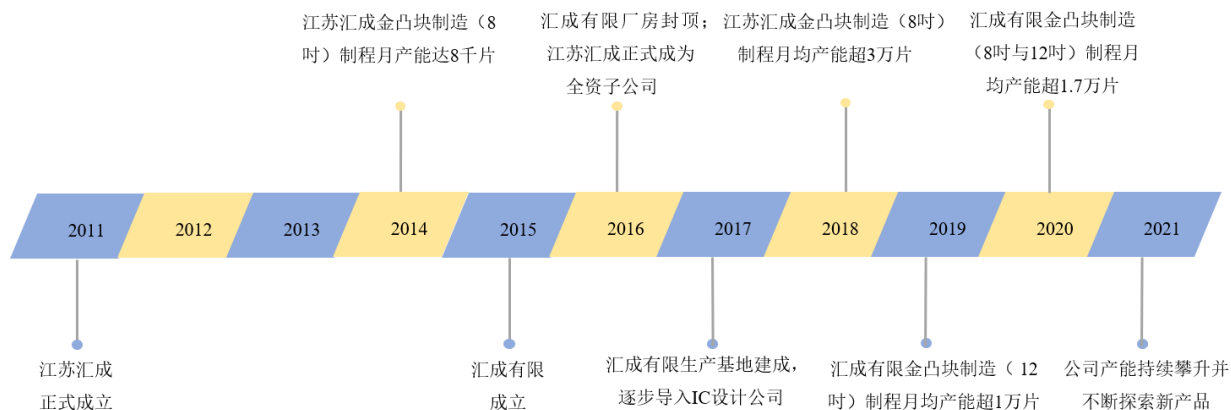 江苏汇成金凸块制造（8
吋）制程月产能达8千片
汇成有限厂房封顶；
江苏汇成正式成为
全资子公司
江苏汇成金凸块制造（8吋）
制程月均产能超3万片
汇成有限金凸块制造
（8吋与12吋）制程月
均产能超1.7万片
2011
2012
2013
2014
2015
2016
2017
2018
2019
2020
2021
江苏汇成
正式成立
汇成有限
成立
汇成有限生产基地建成，
逐步导入IC设计公司
汇成有限金凸块制造（ 12
吋）制程月均产能超1万片
公司产能持续攀升并
不断探索新产品